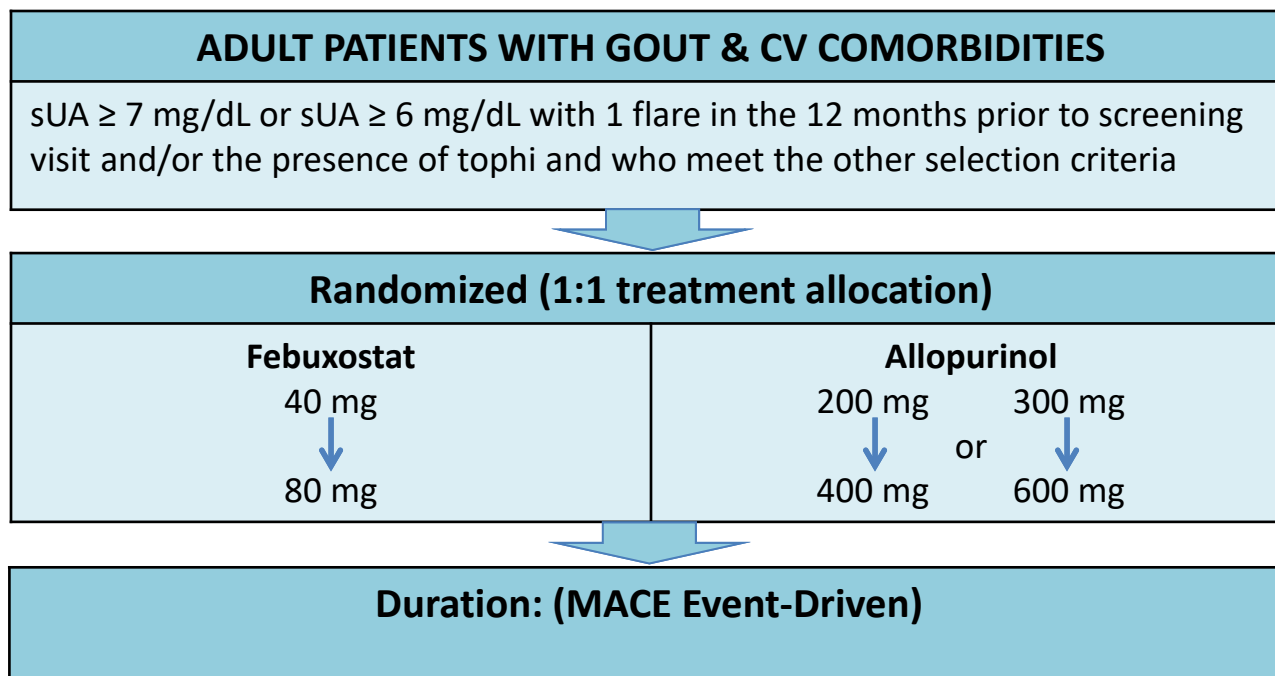 ADULT PATIENTS WITH GOUT & CV COMORBIDITIES
sUA ≥ 7 mg/dL or sUA ≥ 6 mg/dL with 1 flare in the 12 months prior to screening
visit and/or the presence of tophi and who meet the other selection criteria
Randomized (1:1 treatment allocation)
Febuxostat
40 mg
80 mg
Allopurinol
200 mg 300 mg
or
400 mg 600 mg
Duration: (MACE Event-Driven)